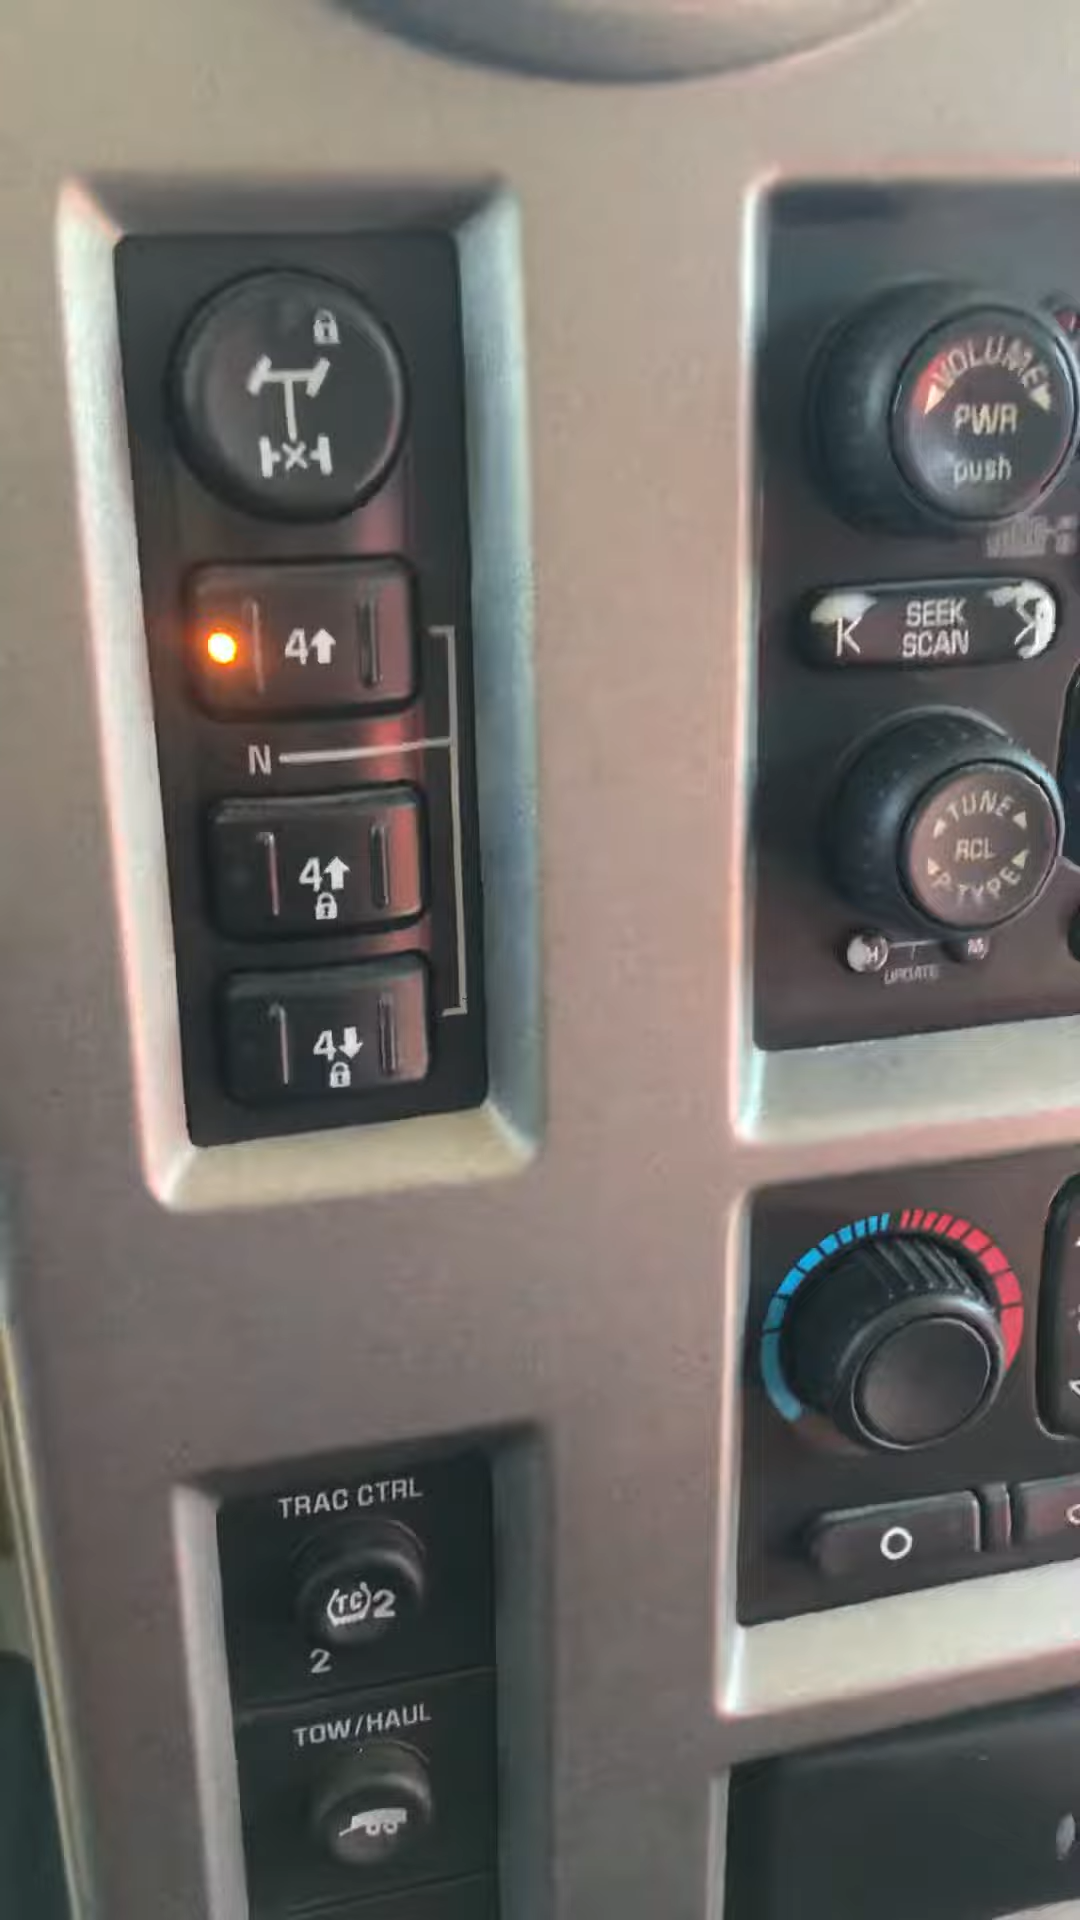 4
N
4
4
TRAC CTRL
TC 2
2
TOW/HAUL
VOLUME
PWR
push
SEEK
SCAN
TUNE
RCL
P-TYPE
H M
UPDATE